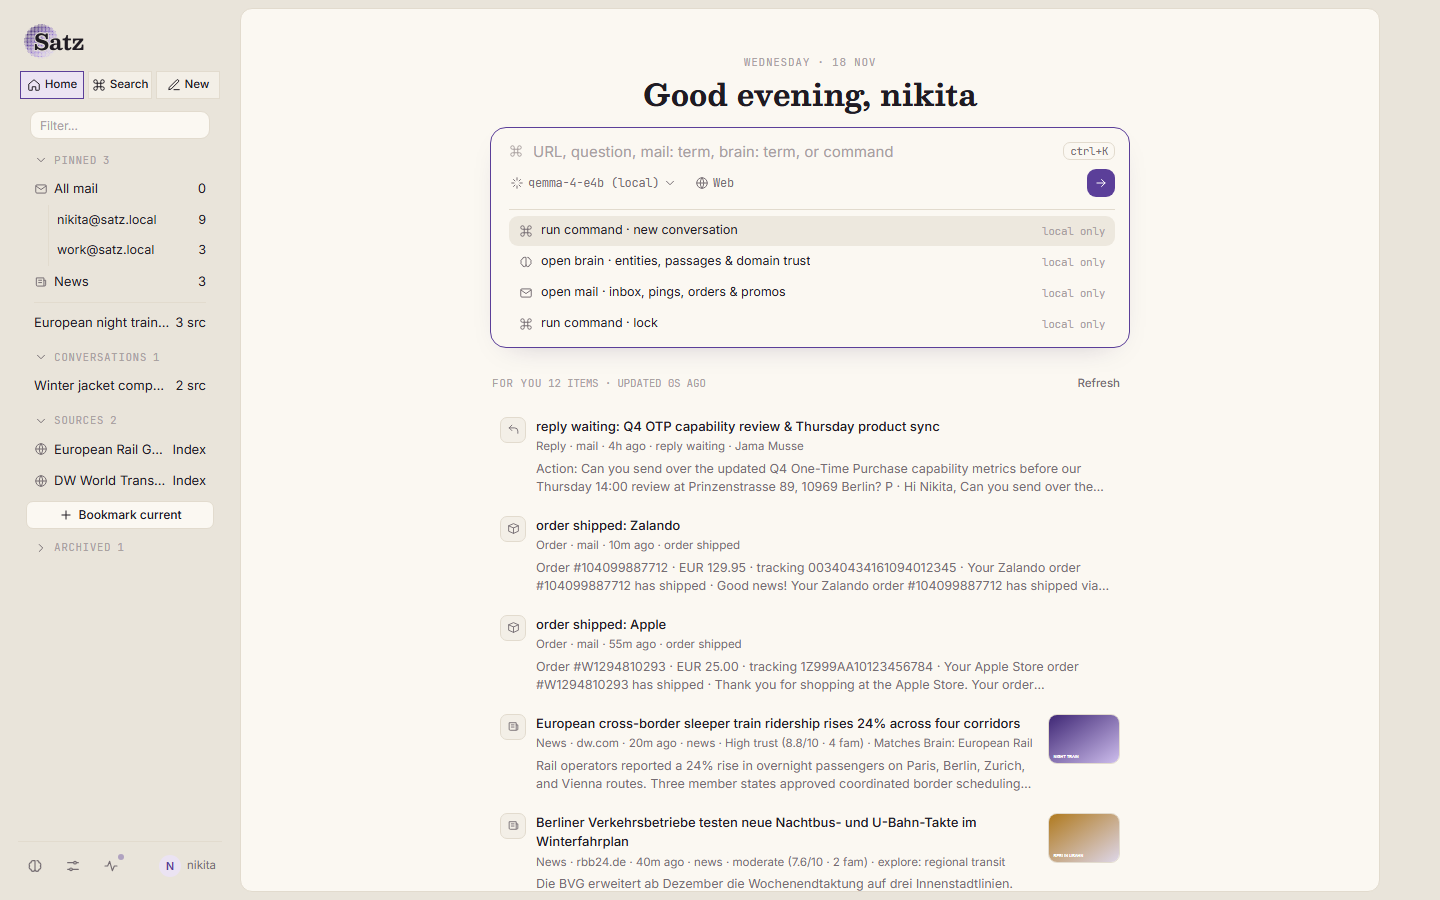 Satz
Home
Search
New
Filter...
PINNED 3
All mail 0
nikita@satz.local 9
work@satz.local 3
News 3
European night train... 3 src
CONVERSATIONS 1
Winter jacket comp... 2 src
SOURCES 2
European Rail G... Index
DW World Trans... Index
+ Bookmark current
ARCHIVED 1
N nikita
WEDNESDAY · 18 NOV
Good evening, nikita
URL, question, mail: term, brain: term, or command ctrl+K
gemma-4-e4b (local) Web
run command · new conversation local only
open brain · entities, passages & domain trust local only
open mail · inbox, pings, orders & promos local only
run command · lock local only
FOR YOU 12 ITEMS · UPDATED 0S AGO Refresh
reply waiting: Q4 OTP capability review & Thursday product sync
Reply · mail · 4h ago · reply waiting · Jama Musse
Action: Can you send over the updated Q4 One-Time Purchase capability metrics before our
Thursday 14:00 review at Prinzenstrasse 89, 10969 Berlin? P · Hi Nikita, Can you send over the...
order shipped: Zalando
Order · mail · 10m ago · order shipped
Order #104099887712 · EUR 129.95 · tracking 00340434161094012345 · Your Zalando order
#104099887712 has shipped · Good news! Your Zalando order #104099887712 has shipped via...
order shipped: Apple
Order · mail · 55m ago · order shipped
Order #W1294810293 · EUR 25.00 · tracking 1Z999AA10123456784 · Your Apple Store order
#W1294810293 has shipped · Thank you for shopping at the Apple Store. Your order...
European cross-border sleeper train ridership rises 24% across four corridors
News · dw.com · 20m ago · news · High trust (8.8/10 · 4 fam) · Matches Brain: European Rail
Rail operators reported a 24% rise in overnight passengers on Paris, Berlin, Zurich,
and Vienna routes. Three member states approved coordinated border scheduling...
NIGHT TRAIN
Berliner Verkehrsbetriebe testen neue Nachtbus- und U-Bahn-Takte im
Winterfahrplan
News · rbb24.de · 40m ago · news · moderate (7.6/10 · 2 fam) · explore: regional transit
Die BVG erweitert ab Dezember die Wochenendtaktung auf drei Innenstadtlinien.